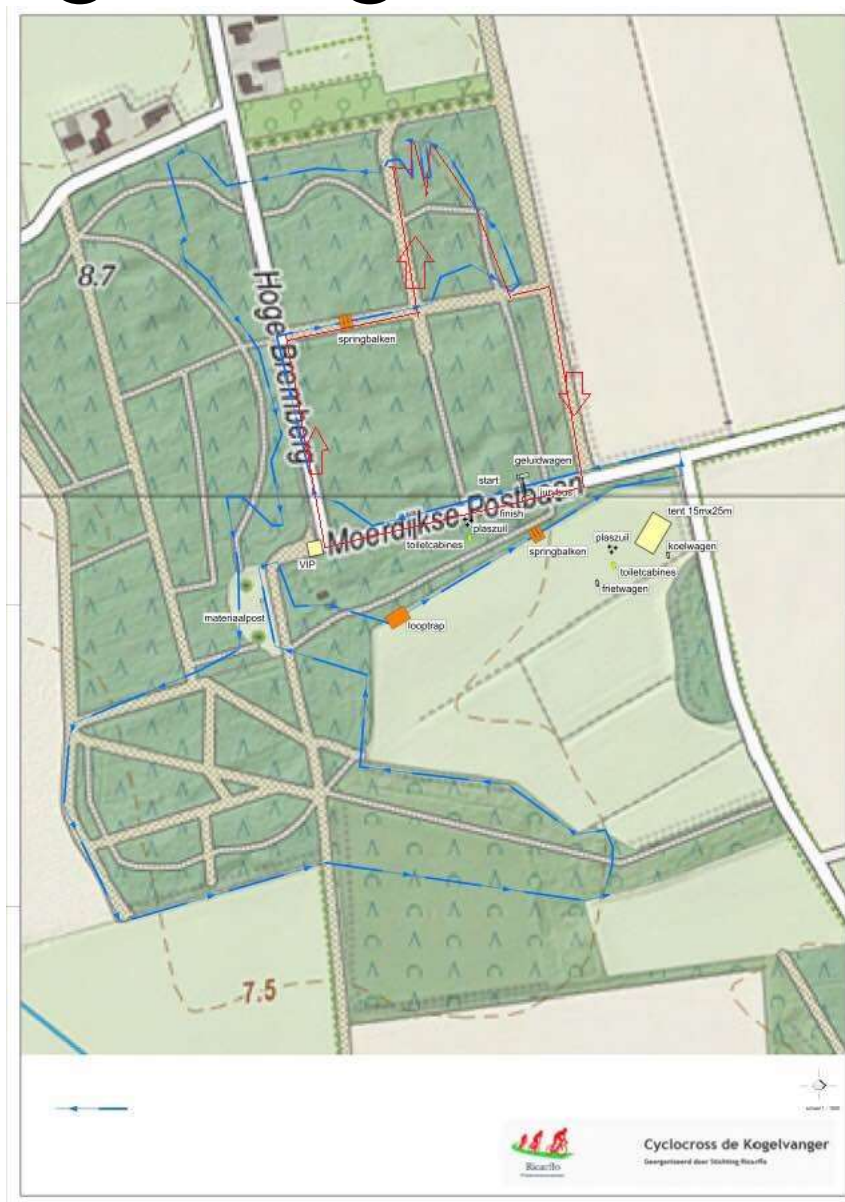 8.7
Hoge Bremberg
springbalken
geluidwagen
start
jurybus
finish
Moerdijkse Postbaan
plaszuil
toiletcabines
tent 15mx25m
plaszuil
koelwagen
springbalken
VIP
toiletcabines
frietwagen
materiaalpost
looptrap
7.5
Ricarflo
Cyclocross de Kogelvanger
Georganiseerd door Stichting Ricarflo